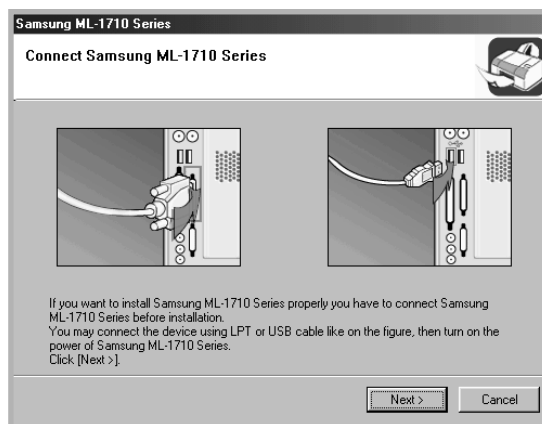 Samsung ML-1710 Series
Connect Samsung ML-1710 Series
If you want to install Samsung ML-1710 Series properly you have to connect Samsung
ML-1710 Series before installation.
You may connect the device using LPT or USB cable like on the figure, then turn on the
power of Samsung ML-1710 Series.
Click [Next >].
Next >
Cancel